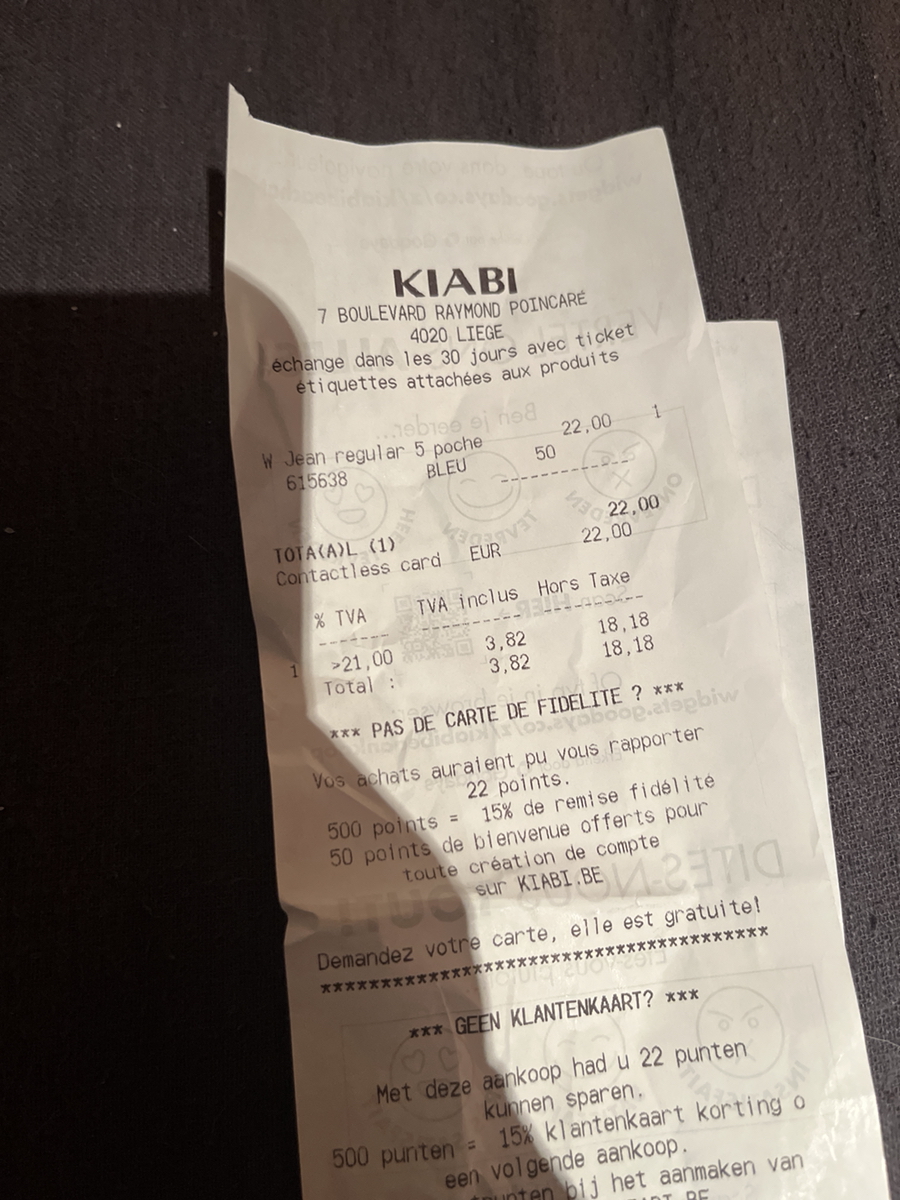 KIABI
7 BOULEVARD RAYMOND POINCARÉ
4020 LIEGE
échange dans les 30 jours avec ticket
étiquettes attachées aux produits
W Jean regular 5 poche 22,00 1
615638 BLEU 50
--------------
22,00
TOTA(A)L (1) 22,00
Contactless card EUR
% TVA TVA inclus Hors Taxe
------- ----------- -----------
1 >21,00 3,82 18,18
Total : 3,82 18,18
*** PAS DE CARTE DE FIDELITE ? ***
Vos achats auraient pu vous rapporter
22 points.
500 points = 15% de remise fidélité
50 points de bienvenue offerts pour
toute création de compte
sur KIABI.BE
Demandez votre carte, elle est gratuite!
****************************************
*** GEEN KLANTENKAART? ***
Met deze aankoop had u 22 punten
kunnen sparen.
500 punten = 15% klantenkaart korting o
een volgende aankoop.
bij het aanmaken van